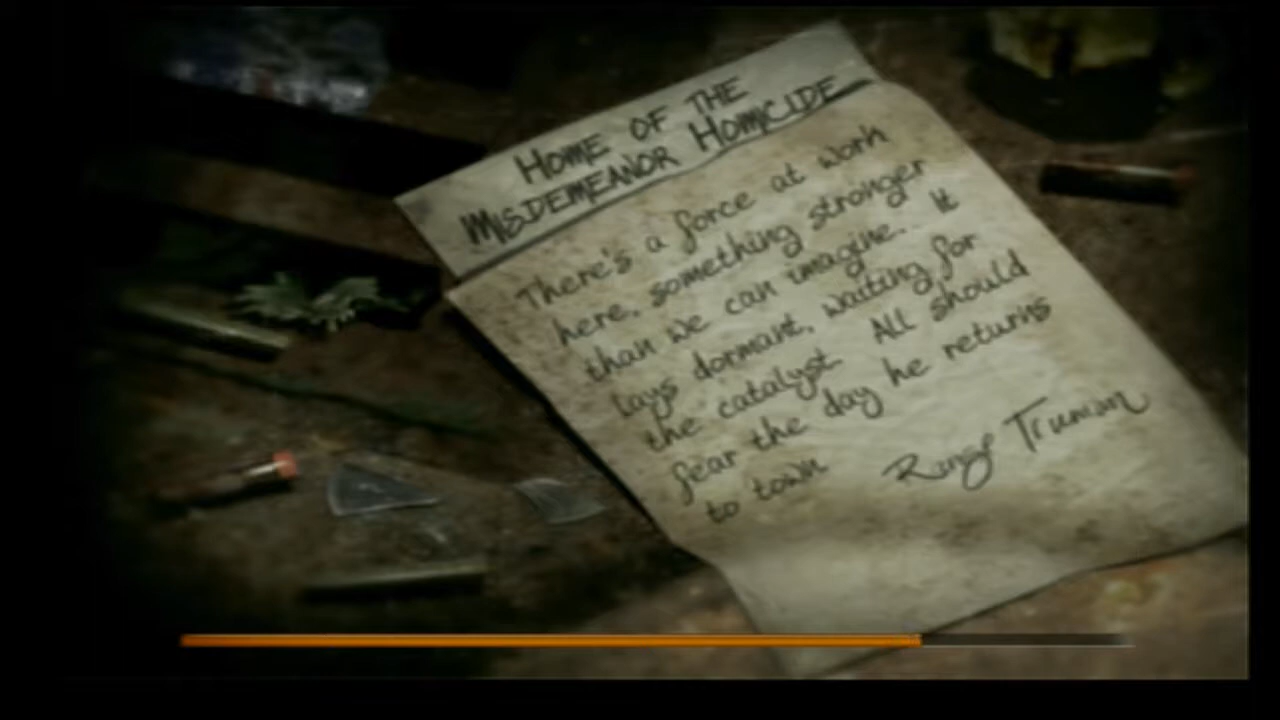 HOME OF THE
MISDEMEANOR HOMICIDE
There's a force at work
here, something stronger
than we can imagine. It
lays dormant, waiting for
the catalyst. All should
fear the day he returns
to town
Truman